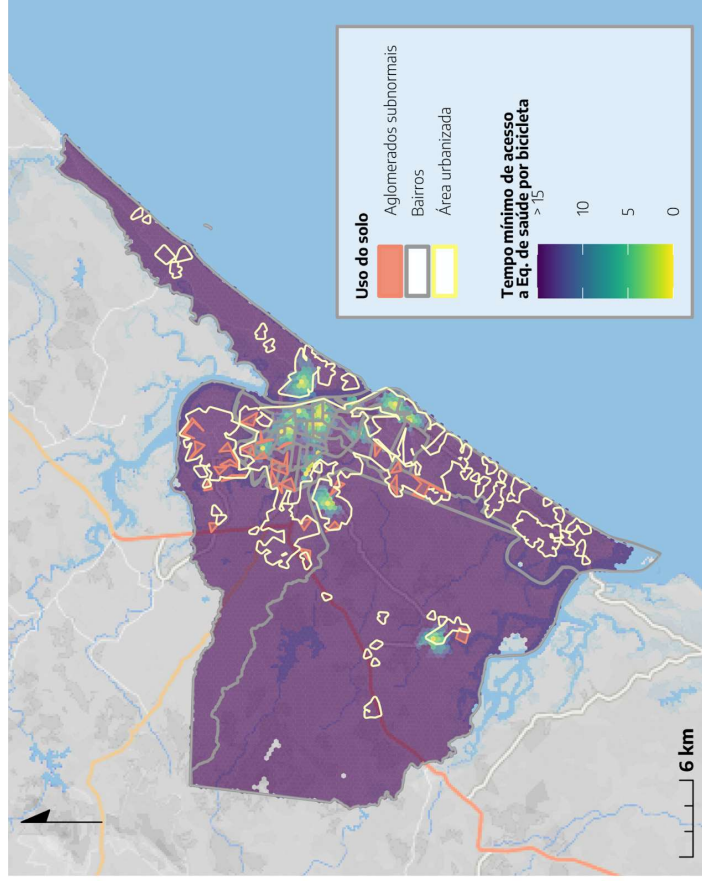 Uso do solo
Aglomerados subnormais
Bairros
Área urbanizada
Tempo mínimo de acesso
a Eq. de saúde por bicicleta
> 15
10
5
0
6 km